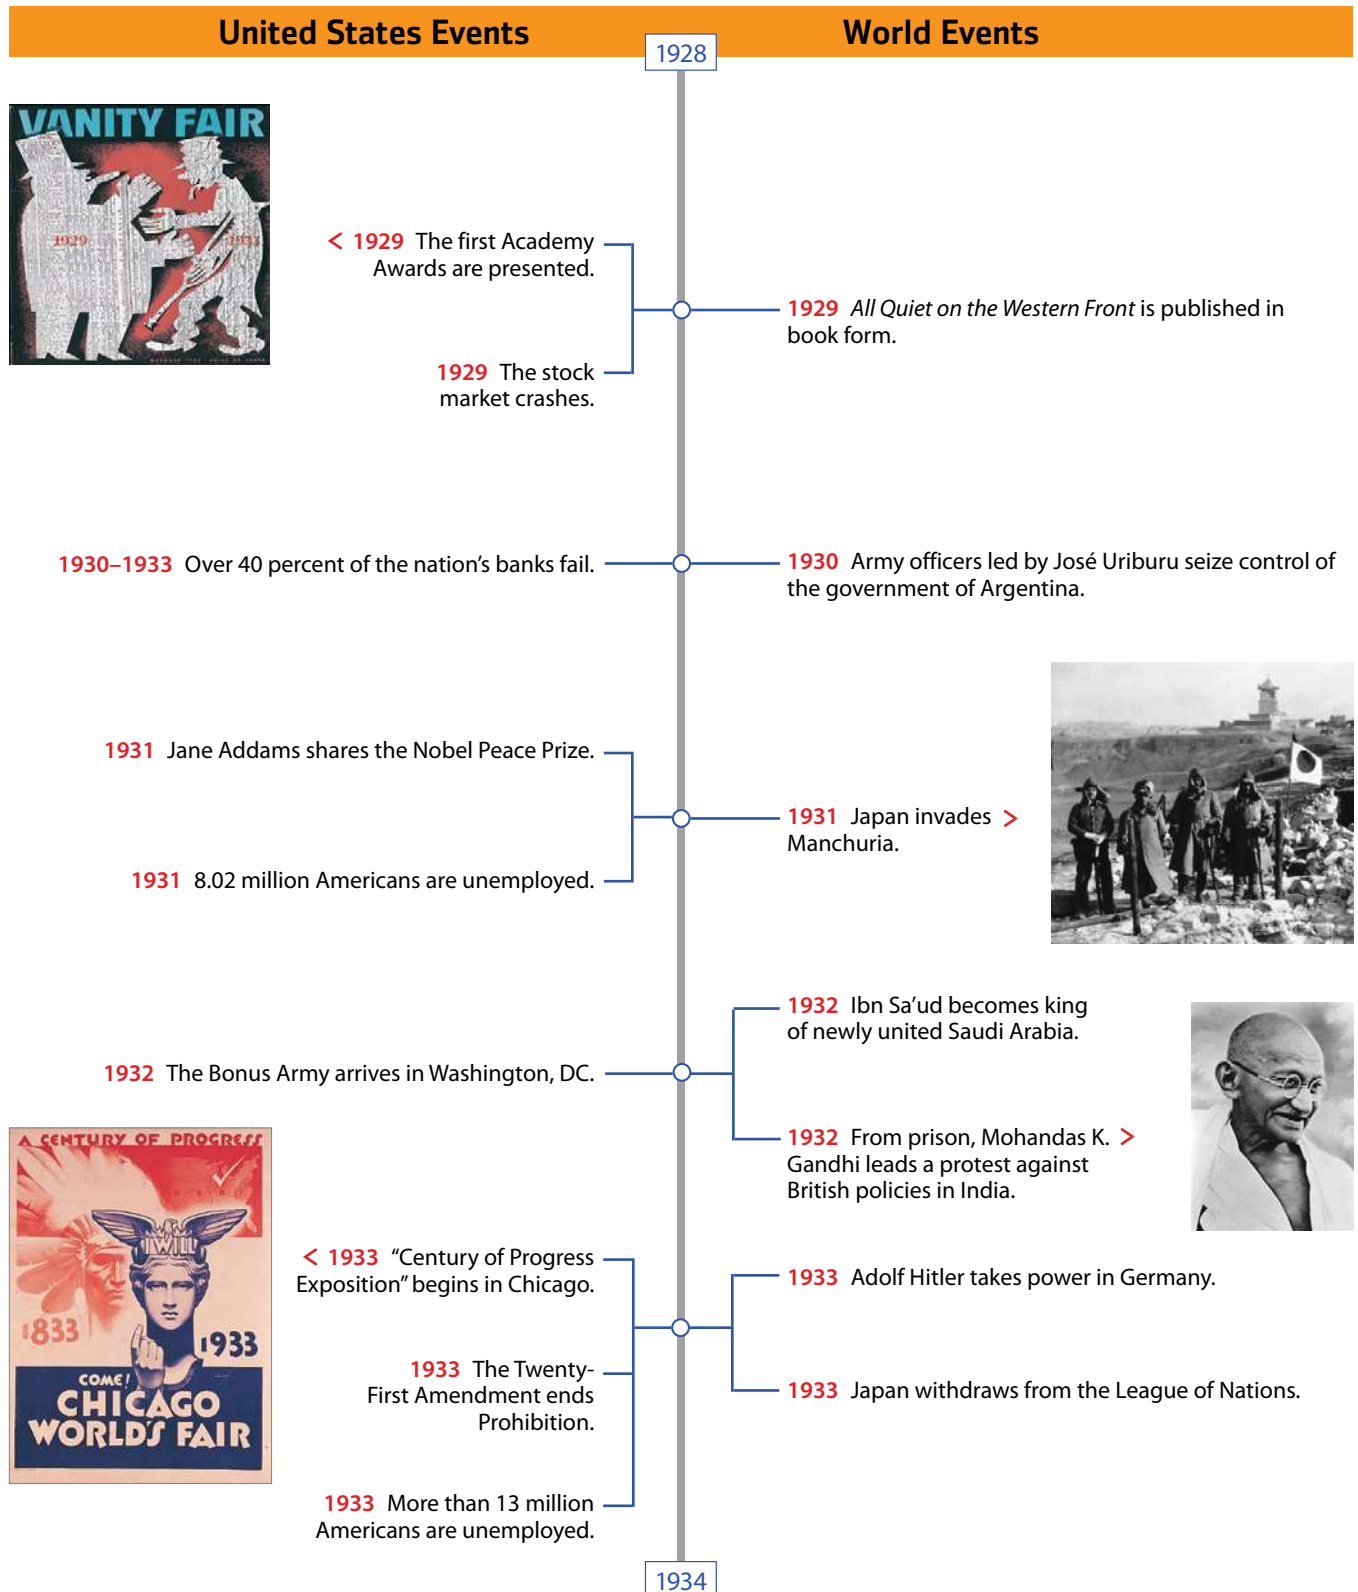 United States Events
World Events
1928
VANITY FAIR
1929
< 1929 The first Academy
Awards are presented.
1929 The stock
market crashes.
1929 All Quiet on the Western Front is published in
book form.
1930–1933 Over 40 percent of the nation’s banks fail.
1930 Army officers led by José Uriburu seize control of
the government of Argentina.
1931 Jane Addams shares the Nobel Peace Prize.
1931 8.02 million Americans are unemployed.
1931 Japan invades >
Manchuria.
1932 The Bonus Army arrives in Washington, DC.
1932 Ibn Sa’ud becomes king
of newly united Saudi Arabia.
1932 From prison, Mohandas K. >
Gandhi leads a protest against
British policies in India.
A CENTURY OF PROGRESS
I WILL
1833
1933
COME!
CHICAGO
WORLD'S FAIR
< 1933 “Century of Progress
Exposition” begins in Chicago.
1933 The Twenty-
First Amendment ends
Prohibition.
1933 More than 13 million
Americans are unemployed.
1933 Adolf Hitler takes power in Germany.
1933 Japan withdraws from the League of Nations.
1934